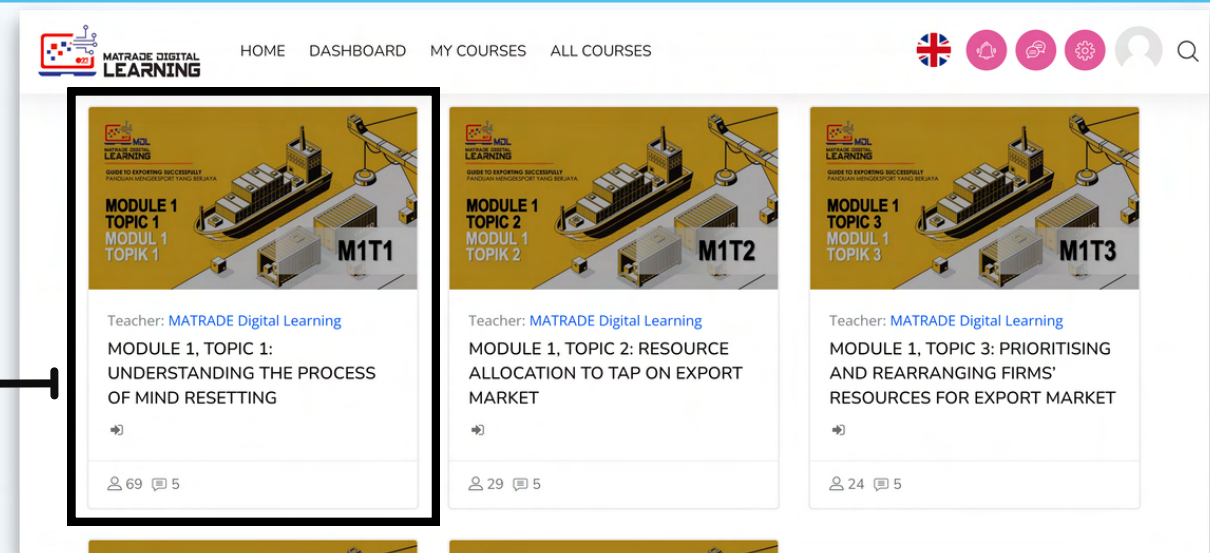 MATRADE DIGITAL
LEARNING
HOME DASHBOARD MY COURSES ALL COURSES
MDL
MATRADE DIGITAL
LEARNING
GUIDE TO EXPORTING SUCCESSFULLY
PANDUAN MENGEKSPORT YANG BERJAYA
MODULE 1
TOPIC 1
MODUL 1
TOPIK 1
M1T1
Teacher: MATRADE Digital Learning
MODULE 1, TOPIC 1:
UNDERSTANDING THE PROCESS
OF MIND RESETTING
69 5
MDL
MATRADE DIGITAL
LEARNING
GUIDE TO EXPORTING SUCCESSFULLY
PANDUAN MENGEKSPORT YANG BERJAYA
MODULE 1
TOPIC 2
MODUL 1
TOPIK 2
M1T2
Teacher: MATRADE Digital Learning
MODULE 1, TOPIC 2: RESOURCE
ALLOCATION TO TAP ON EXPORT
MARKET
29 5
MDL
MATRADE DIGITAL
LEARNING
GUIDE TO EXPORTING SUCCESSFULLY
PANDUAN MENGEKSPORT YANG BERJAYA
MODULE 1
TOPIC 3
MODUL 1
TOPIK 3
M1T3
Teacher: MATRADE Digital Learning
MODULE 1, TOPIC 3: PRIORITISING
AND REARRANGING FIRMS’
RESOURCES FOR EXPORT MARKET
24 5